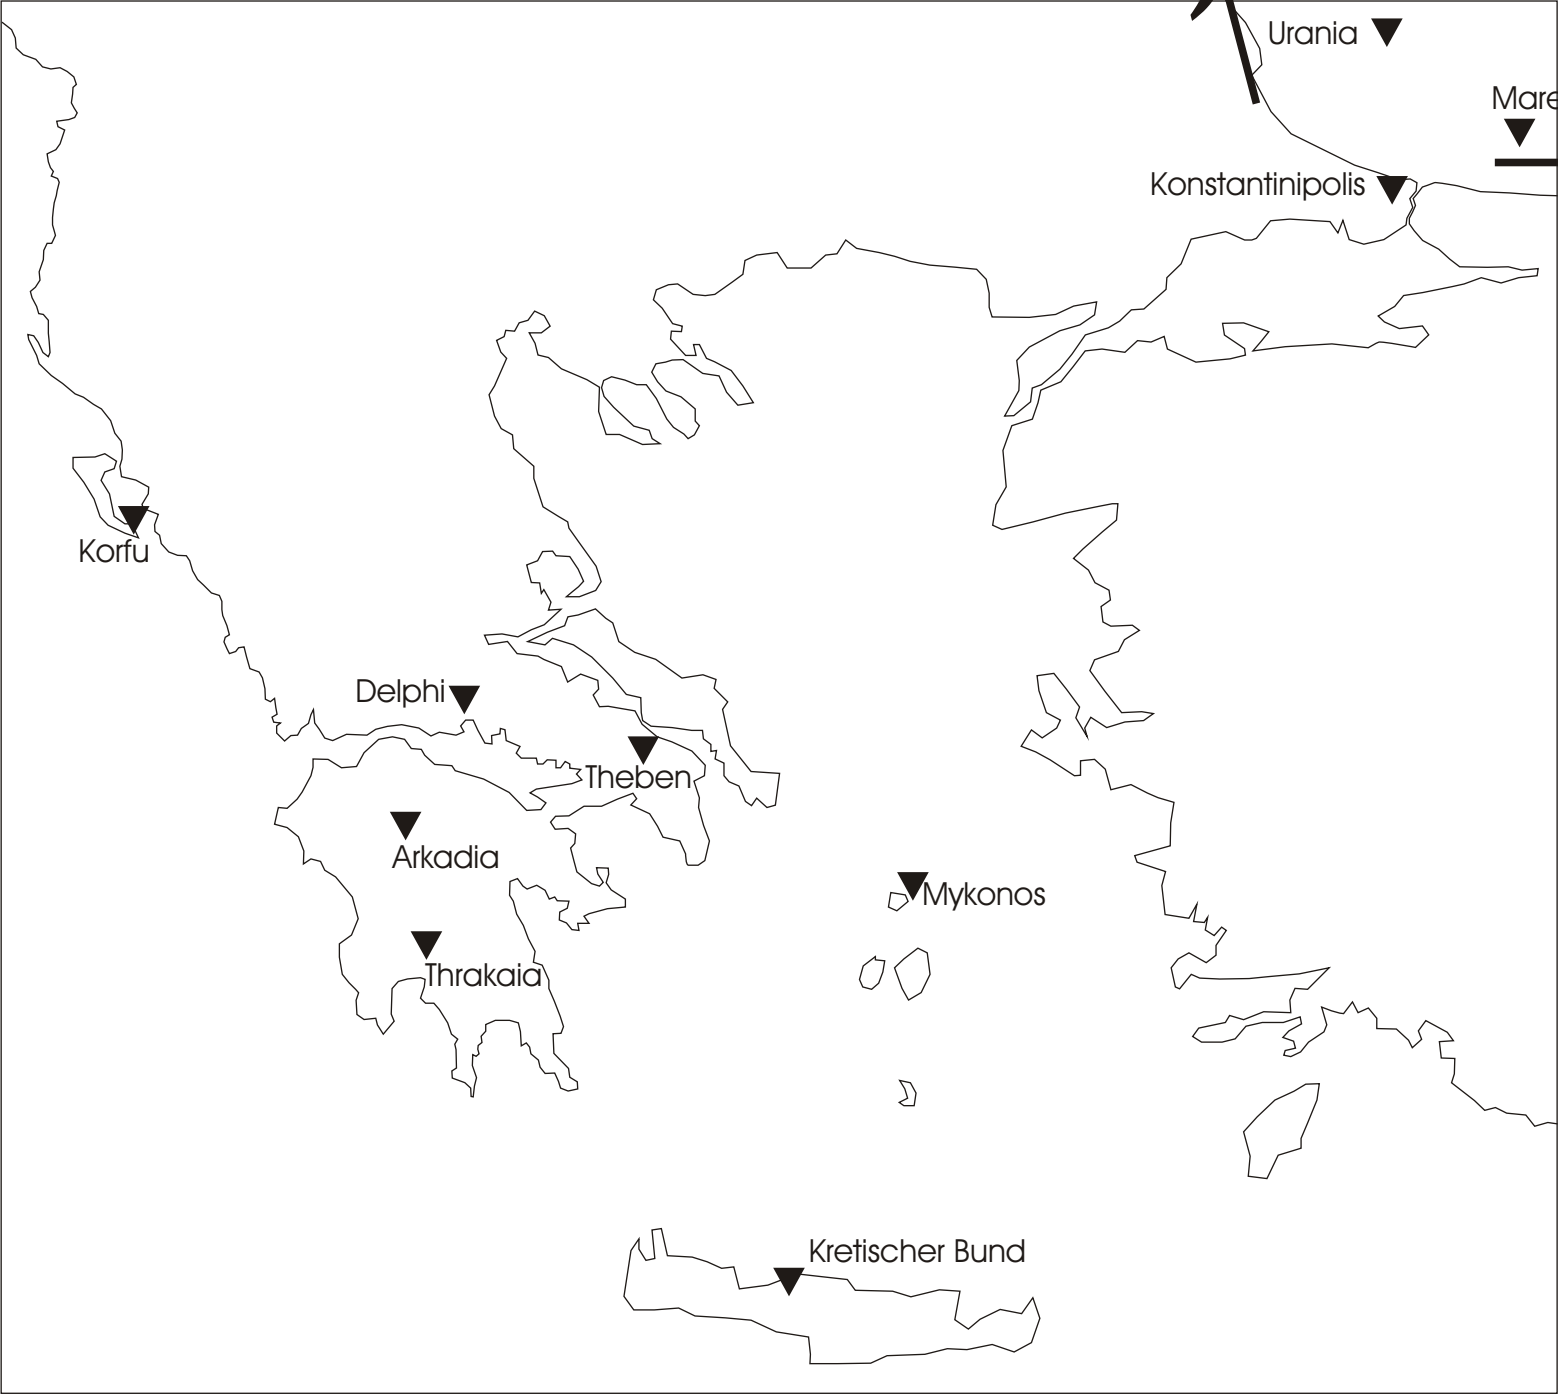 Urania
Mare
Konstantinipolis
Korfu
Delphi
Theben
Arkadia
Mykonos
Thrakaia
Kretischer Bund